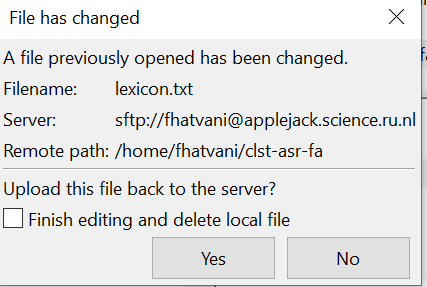 File has changed
A file previously opened has been changed.
Filename: lexicon.txt
Server: sftp://fhatvani@applejack.science.ru.nl
Remote path: /home/fhatvani/clst-asr-fa
Upload this file back to the server?
Finish editing and delete local file
Yes No